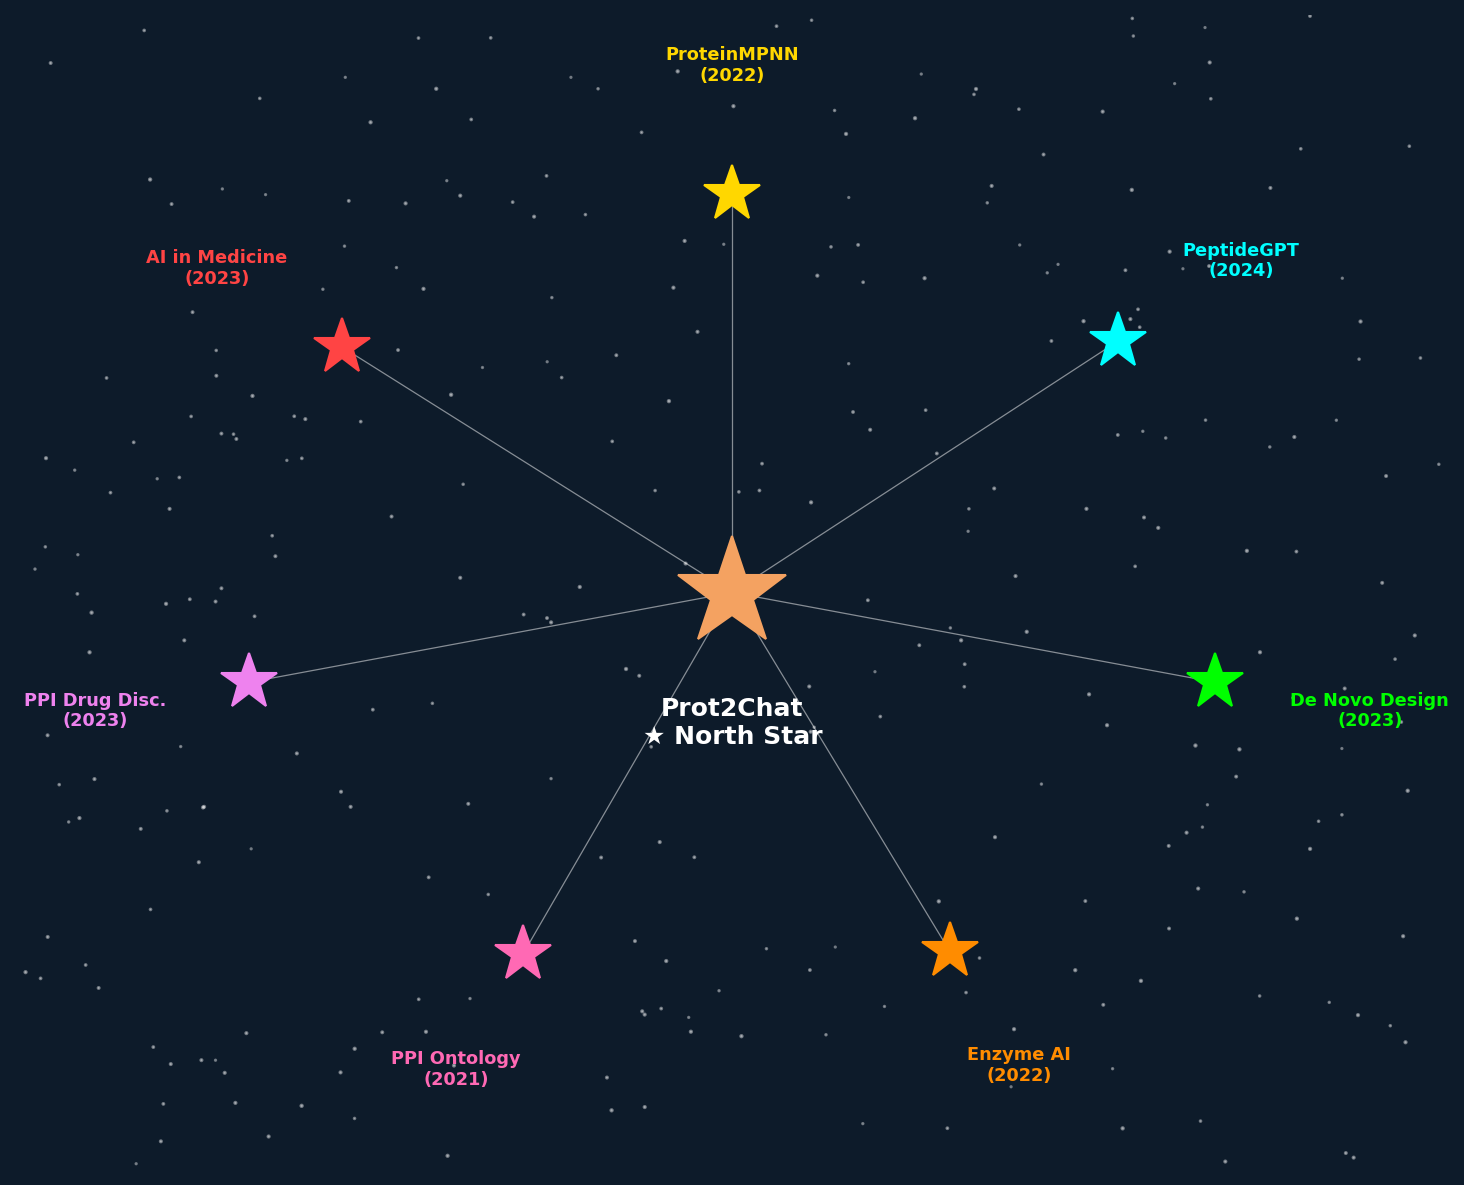 ProteinMPNN
(2022)
PeptideGPT
(2024)
AI in Medicine
(2023)
PPI Drug Disc.
(2023)
De Novo Design
(2023)
Prot2Chat
★ North Star
PPI Ontology
(2021)
Enzyme AI
(2022)